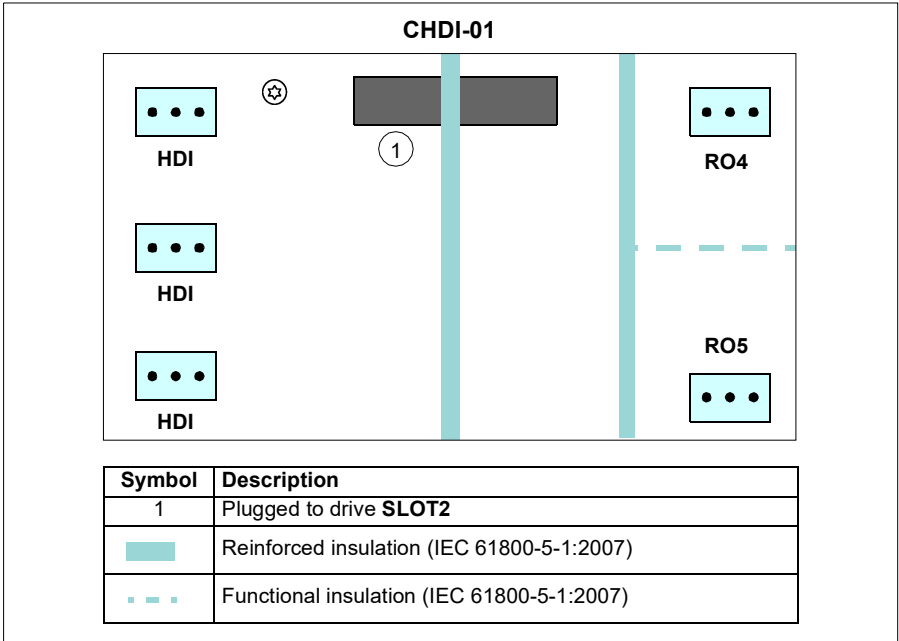 CHDI-01
HDI
1
RO4
HDI
RO5
HDI
Symbol Description
1 Plugged to drive SLOT2
Reinforced insulation (IEC 61800-5-1:2007)
Functional insulation (IEC 61800-5-1:2007)